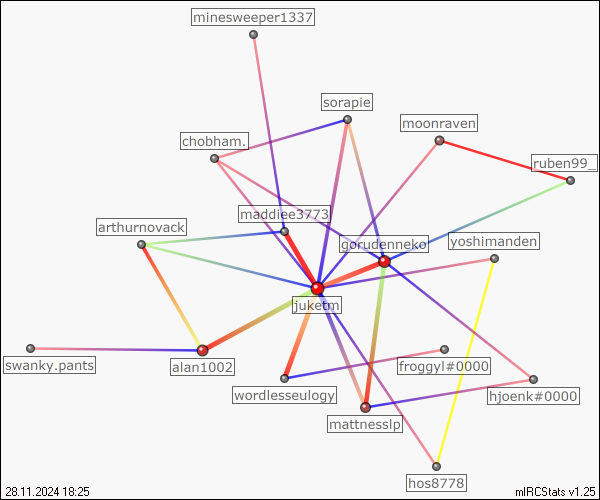 minesweeper1337
sorapie
moonraven
chobham.
ruben99_
maddiee3773
arthurnovack
gorudenneko
yoshimanden
juketm
swanky.pants
alan1002
froggyl#0000
wordlesseulogy
hjoenk#0000
mattnesslp
hos8778
28.11.2024 18:25
mIRCStats v1.25